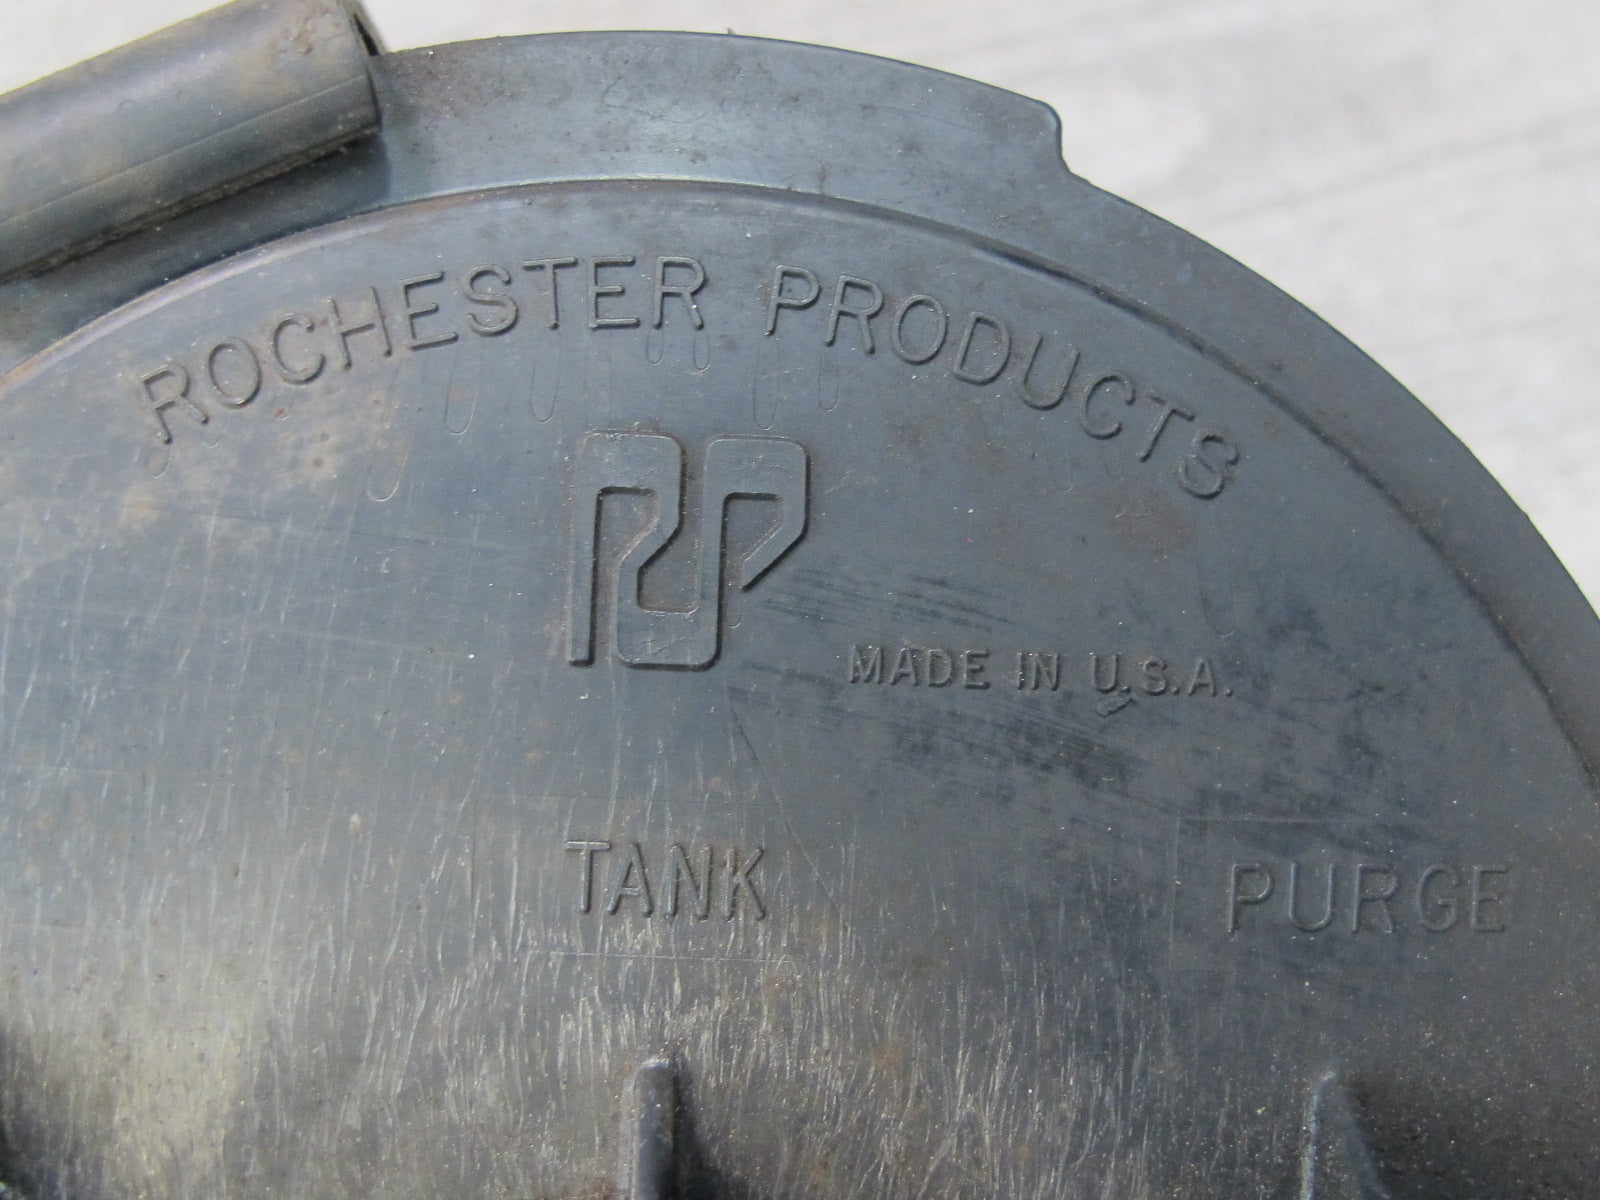 ROCHESTER PRODUCTS
RP
MADE IN U.S.A.
TANK
PURGE